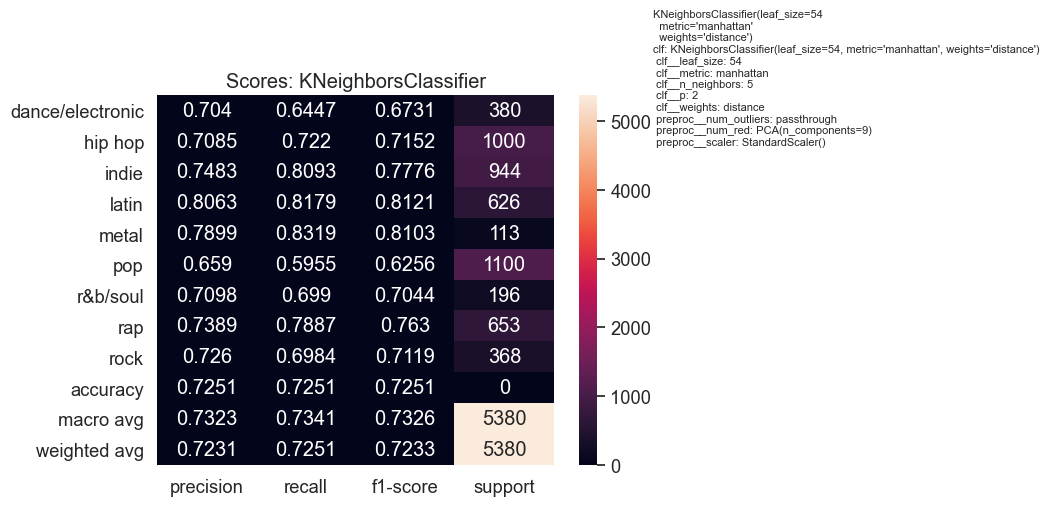 KNeighborsClassifier(leaf_size=54
metric='manhattan'
weights='distance')
clf: KNeighborsClassifier(leaf_size=54, metric='manhattan', weights='distance')
clf__leaf_size: 54
clf__metric: manhattan
clf__n_neighbors: 5
clf__p: 2
clf__weights: distance
preproc__num_outliers: passthrough
preproc__num_red: PCA(n_components=9)
preproc__scaler: StandardScaler()
Scores: KNeighborsClassifier
dance/electronic 0.704 0.6447 0.6731 380
hip hop 0.7085 0.722 0.7152 1000
indie 0.7483 0.8093 0.7776 944
latin 0.8063 0.8179 0.8121 626
metal 0.7899 0.8319 0.8103 113
pop 0.659 0.5955 0.6256 1100
r&b/soul 0.7098 0.699 0.7044 196
rap 0.7389 0.7887 0.763 653
rock 0.726 0.6984 0.7119 368
accuracy 0.7251 0.7251 0.7251 0
macro avg 0.7323 0.7341 0.7326 5380
weighted avg 0.7231 0.7251 0.7233 5380
precision recall f1-score support
5000
4000
3000
2000
1000
0